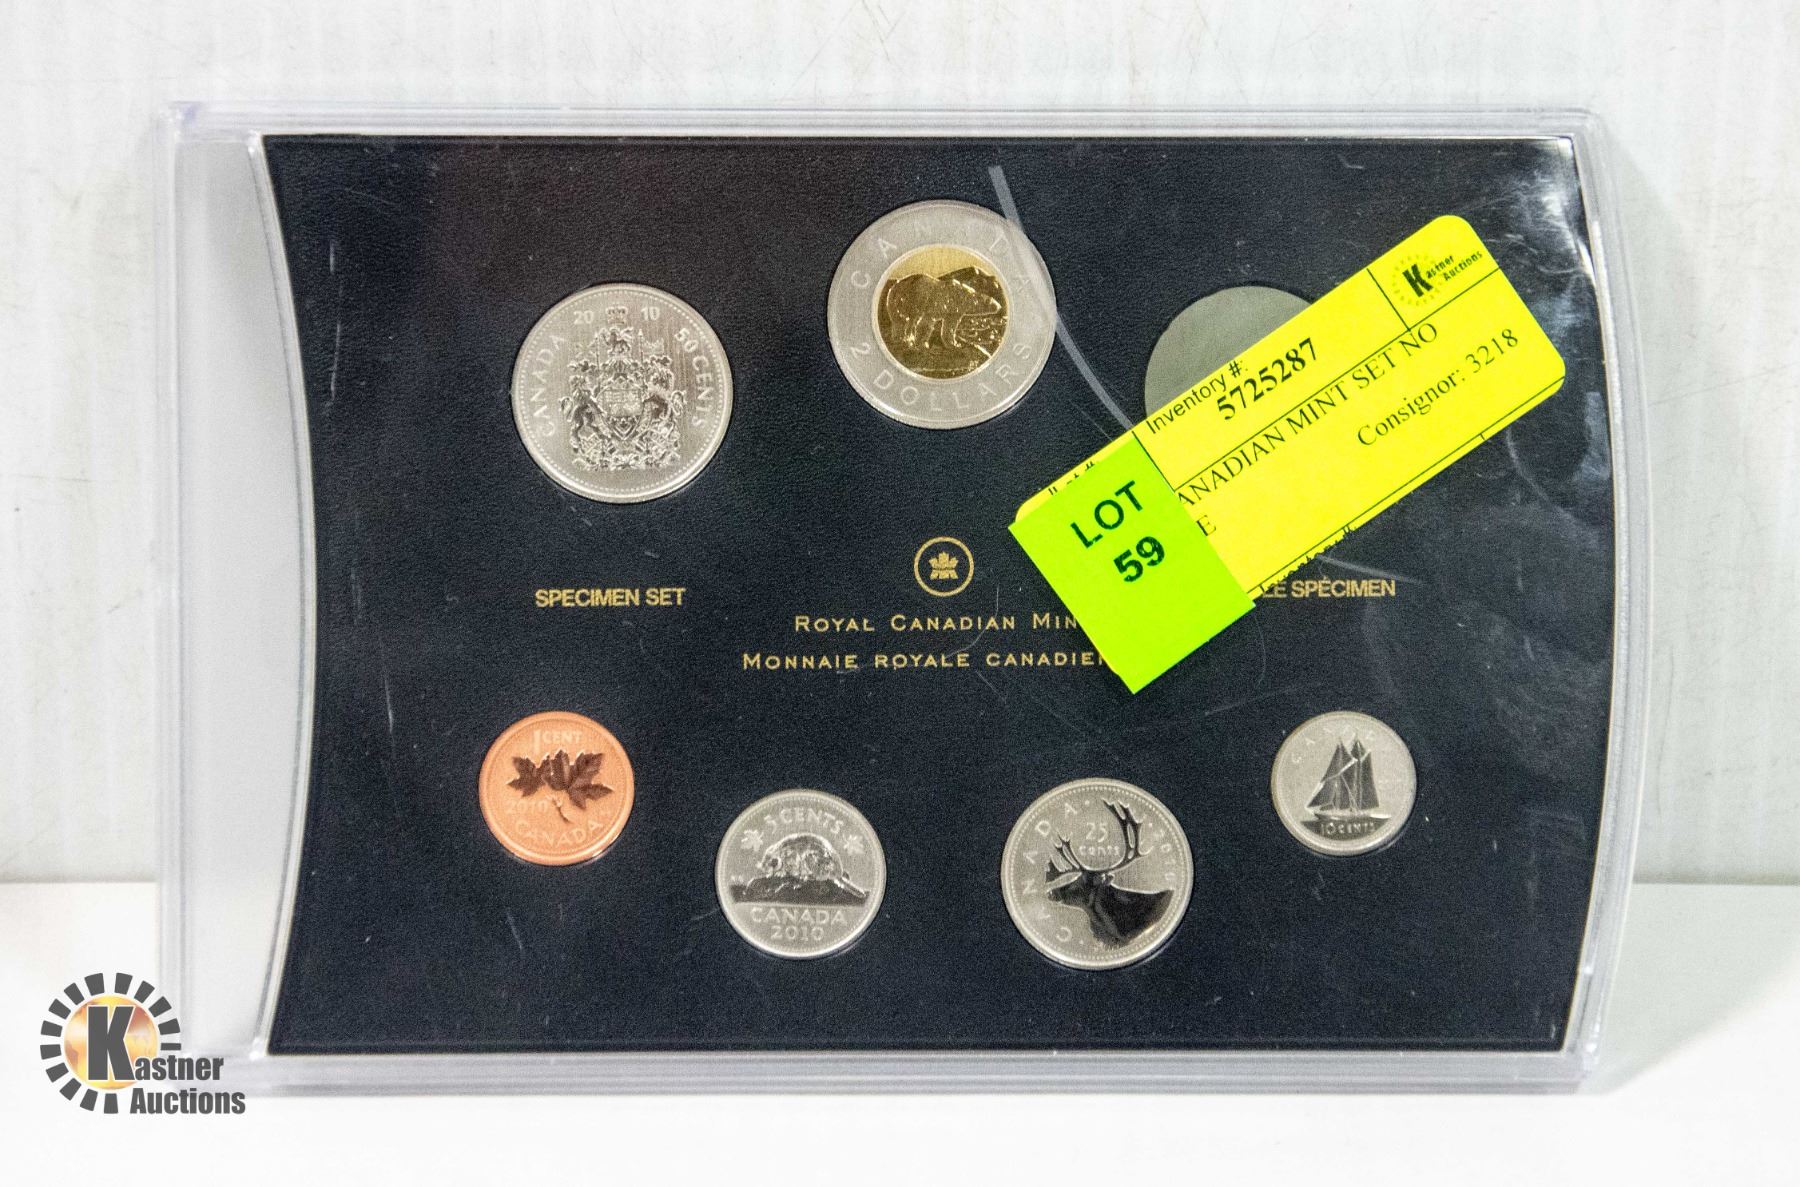 CANADA
2 DOLLARS
2010
CANADA 50 CENTS
Kastner
Auctions
Inventory #:
5725287
ANADIAN MINT SET NO
E
Consignor: 3218
LOT
59
SPECIMEN SET
LE SPÉCIMEN
ROYAL CANADIAN MIN
MONNAIE ROYALE CANADIEN
1 CENT
2010
CANADA
5 CENTS
CANADA
2010
CANADA · 2010
25
Cents
CANADA
10 CENTS
Kastner
Auctions